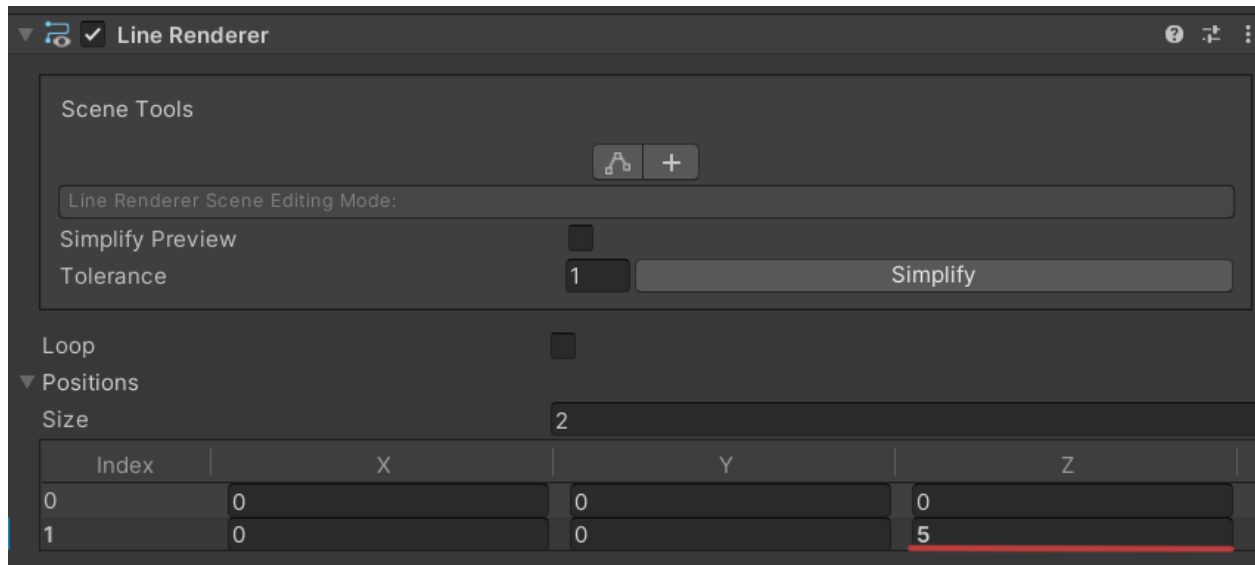 Line Renderer
Scene Tools
Line Renderer Scene Editing Mode:
Simplify Preview
Tolerance 1 Simplify
Loop
Positions
Size 2
Index X Y Z
0 0 0 0
1 0 0 5